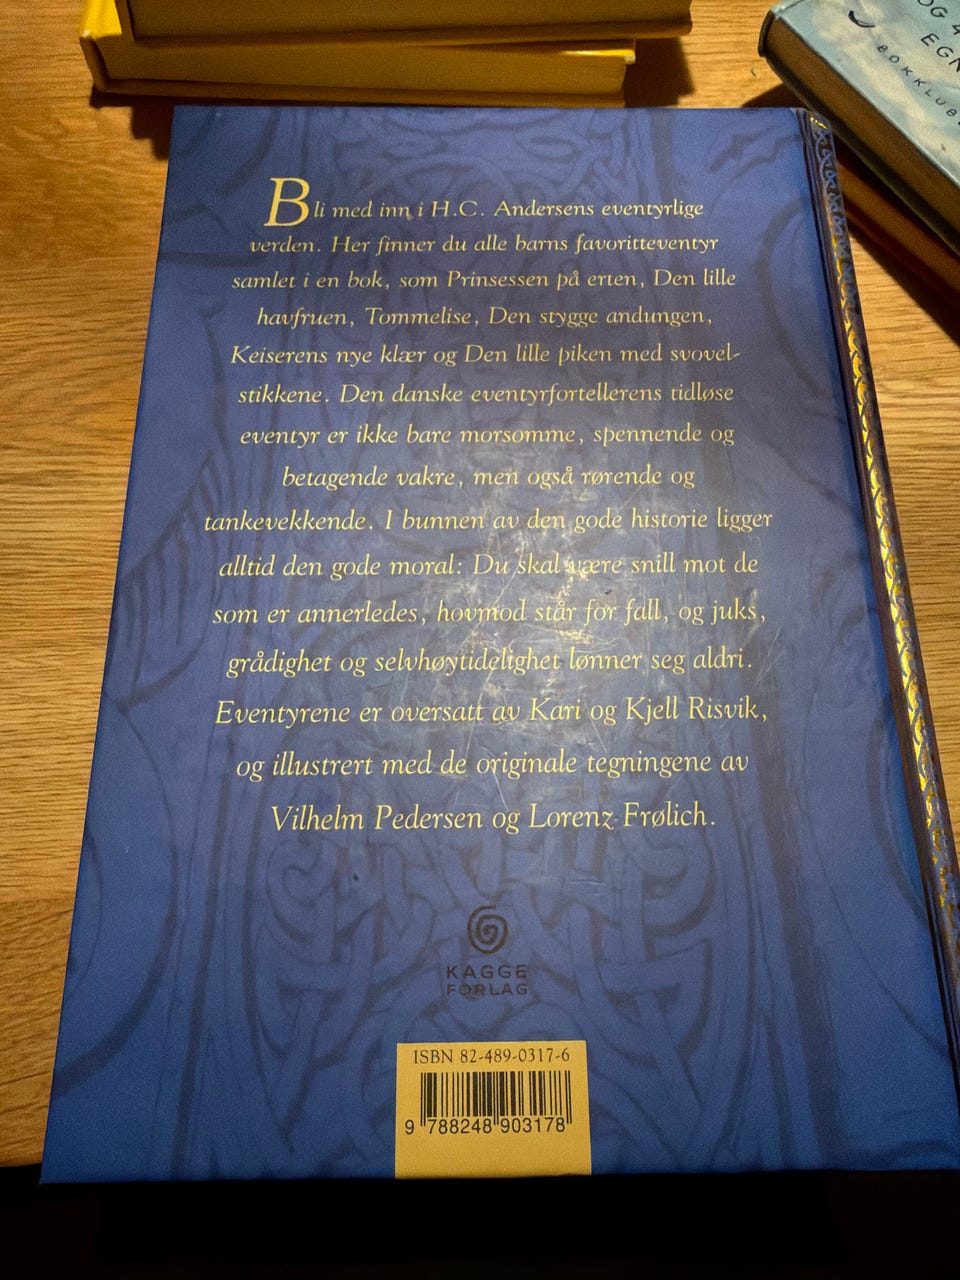 OG 4
EGN
BOKKLUBB
Bli med inn i H.C. Andersens eventyrlige
verden. Her finner du alle barns favoritteventyr
samlet i en bok, som Prinsessen på erten, Den lille
havfruen, Tommelise, Den stygge andungen,
Keiserens nye klær og Den lille piken med svovel-
stikkene. Den danske eventyrfortellerens tidløse
eventyr er ikke bare morsomme, spennende og
betagende vakre, men også rørende og
tankevekkende. I bunnen av den gode historie ligger
alltid den gode moral: Du skal være snill mot de
som er annerledes, hovmod står for fall, og juks,
grådighet og selvhøytidelighet lønner seg aldri.
Eventyrene er oversatt av Kari og Kjell Risvik,
og illustrert med de originale tegningene av
Vilhelm Pedersen og Lorenz Frølich.
KAGGE
FORLAG
ISBN 82-489-0317-6
9 788248 903178